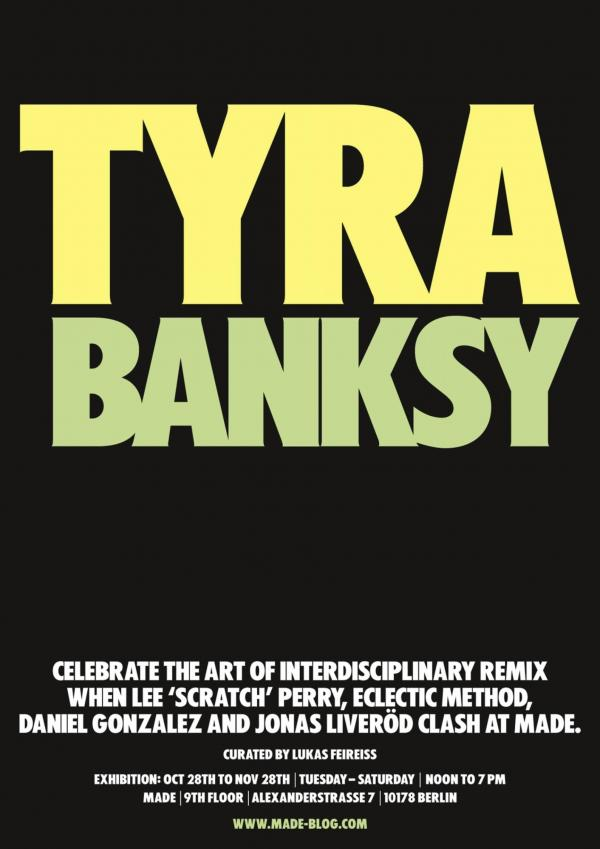 TYRA
BANKSY
CELEBRATE THE ART OF INTERDISCIPLINARY REMIX
WHEN LEE ‘SCRATCH’ PERRY, ECLECTIC METHOD,
DANIEL GONZALEZ AND JONAS LIVERÖD CLASH AT MADE.
CURATED BY LUKAS FEIREISS
EXHIBITION: OCT 28TH TO NOV 28TH | TUESDAY – SATURDAY | NOON TO 7 PM
MADE | 9TH FLOOR | ALEXANDERSTRASSE 7 | 10178 BERLIN
WWW.MADE-BLOG.COM